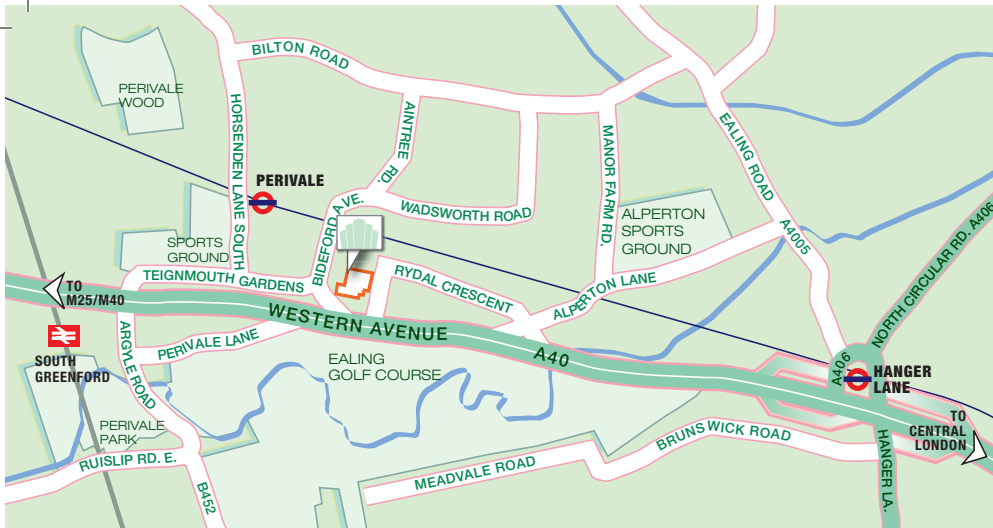 BILTON ROAD
PERIVALE
WOOD
HORSENDEN LANE SOUTH
AINTREE RD.
MANOR FARM RD.
EALING ROAD
A4005
PERIVALE
BIDEFORD AVE.
WADSWORTH ROAD
ALPERTON
SPORTS
GROUND
NORTH CIRCULAR RD. A406
SPORTS
GROUND
TEIGNMOUTH GARDENS
RYDAL CRESCENT
ALPERTON LANE
TO
M25/M40
WESTERN AVENUE
A40
ARGYLE ROAD
PERIVALE LANE
SOUTH
GREENFORD
EALING
GOLF COURSE
A406
HANGER
LANE
TO
CENTRAL
LONDON
PERIVALE
PARK
RUISLIP RD. E.
B452
MEADVALE ROAD
BRUNSWICK ROAD
HANGER LA.